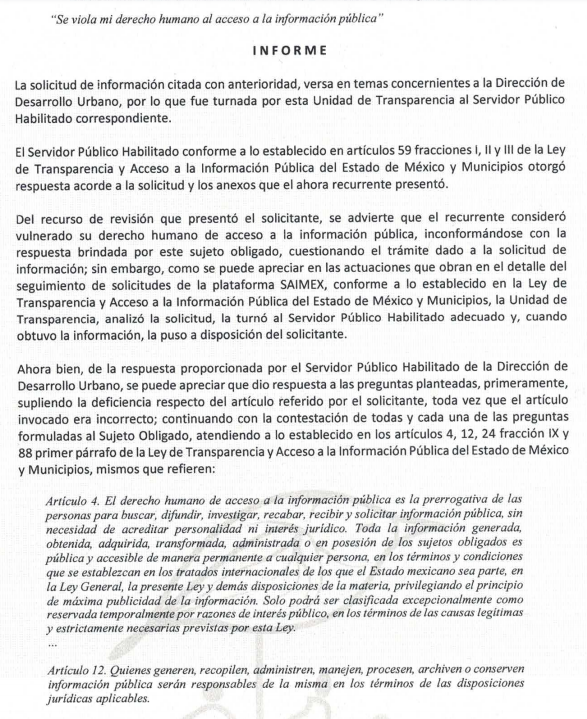 "Se viola mi derecho humano al acceso a la información pública"
INFORME
La solicitud de información citada con anterioridad, versa en temas concernientes a la Dirección de
Desarrollo Urbano, por lo que fue turnada por esta Unidad de Transparencia al Servidor Público
Habilitado correspondiente.
El Servidor Público Habilitado conforme a lo establecido en artículos 59 fracciones I, II y III de la Ley
de Transparencia y Acceso a la Información Pública del Estado de México y Municipios otorgó
respuesta acorde a la solicitud y los anexos que el ahora recurrente presentó.
Del recurso de revisión que presentó el solicitante, se advierte que el recurrente consideró
vulnerado su derecho humano de acceso a la información pública, inconformándose con la
respuesta brindada por este sujeto obligado, cuestionando el trámite dado a la solicitud de
información; sin embargo, como se puede apreciar en las actuaciones que obran en el detalle del
seguimiento de solicitudes de la plataforma SAIMEX, conforme a lo establecido en la Ley de
Transparencia y Acceso a la Información Pública del Estado de México y Municipios, la Unidad de
Transparencia, analizó la solicitud, la turnó al Servidor Público Habilitado adecuado y, cuando
obtuvo la información, la puso a disposición del solicitante.
Ahora bien, de la respuesta proporcionada por el Servidor Público Habilitado de la Dirección de
Desarrollo Urbano, se puede apreciar que dio respuesta a las preguntas planteadas, primeramente,
supliendo la deficiencia respecto del artículo referido por el solicitante, toda vez que el artículo
invocado era incorrecto; continuando con la contestación de todas y cada una de las preguntas
formuladas al Sujeto Obligado, atendiendo a lo establecido en los artículos 4, 12, 24 fracción IX y
88 primer párrafo de la Ley de Transparencia y Acceso a la Información Pública del Estado de México
y Municipios, mismos que refieren:
Artículo 4. El derecho humano de acceso a la información pública es la prerrogativa de las
personas para buscar, difundir, investigar, recabar, recibir y solicitar información pública, sin
necesidad de acreditar personalidad ni interés jurídico. Toda la información generada,
obtenida, adquirida, transformada, administrada o en posesión de los sujetos obligados es
pública y accesible de manera permanente a cualquier persona, en los términos y condiciones
que se establezcan en los tratados internacionales de los que el Estado mexicano sea parte, en
la Ley General, la presente Ley y demás disposiciones de la materia, privilegiando el principio
de máxima publicidad de la información. Solo podrá ser clasificada excepcionalmente como
reservada temporalmente por razones de interés público, en los términos de las causas legítimas
y estrictamente necesarias previstas por esta Ley.
...
Artículo 12. Quienes generen, recopilen, administren, manejen, procesen, archiven o conserven
información pública serán responsables de la misma en los términos de las disposiciones
jurídicas aplicables.